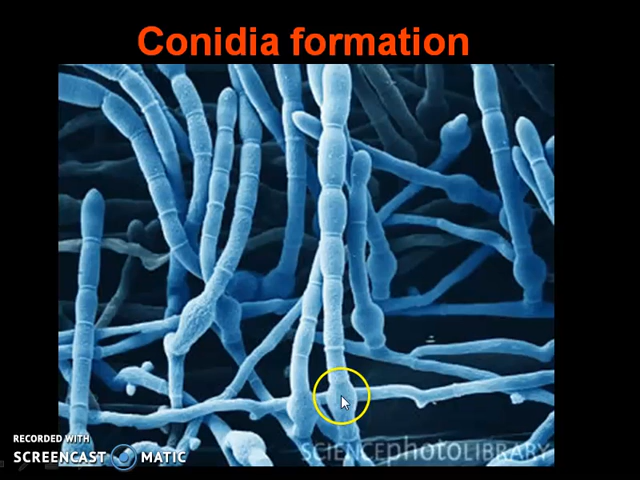 Conidia formation
SCIENCEphotoLIBRARY
RECORDED WITH
SCREENCAST MATIC